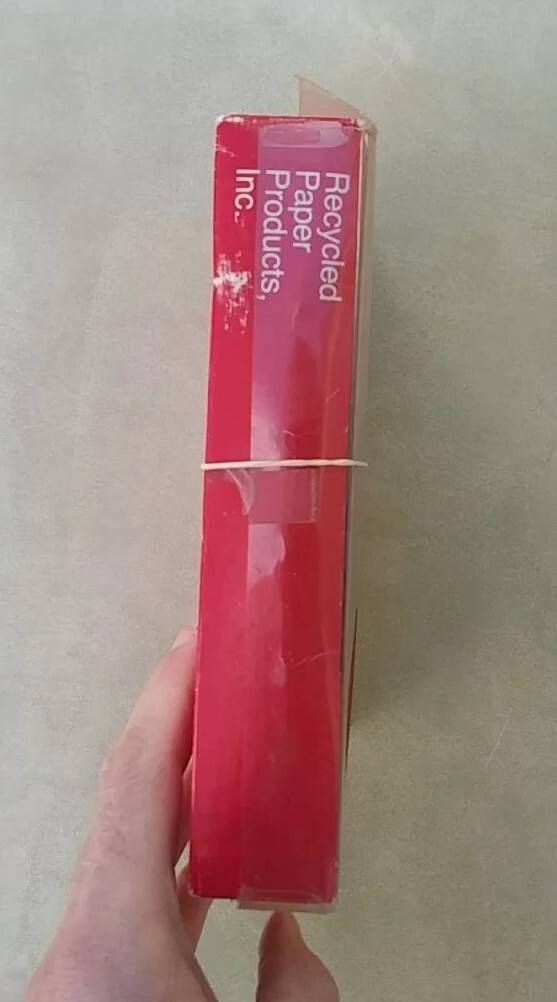 Recycled
Paper
Products,
Inc.